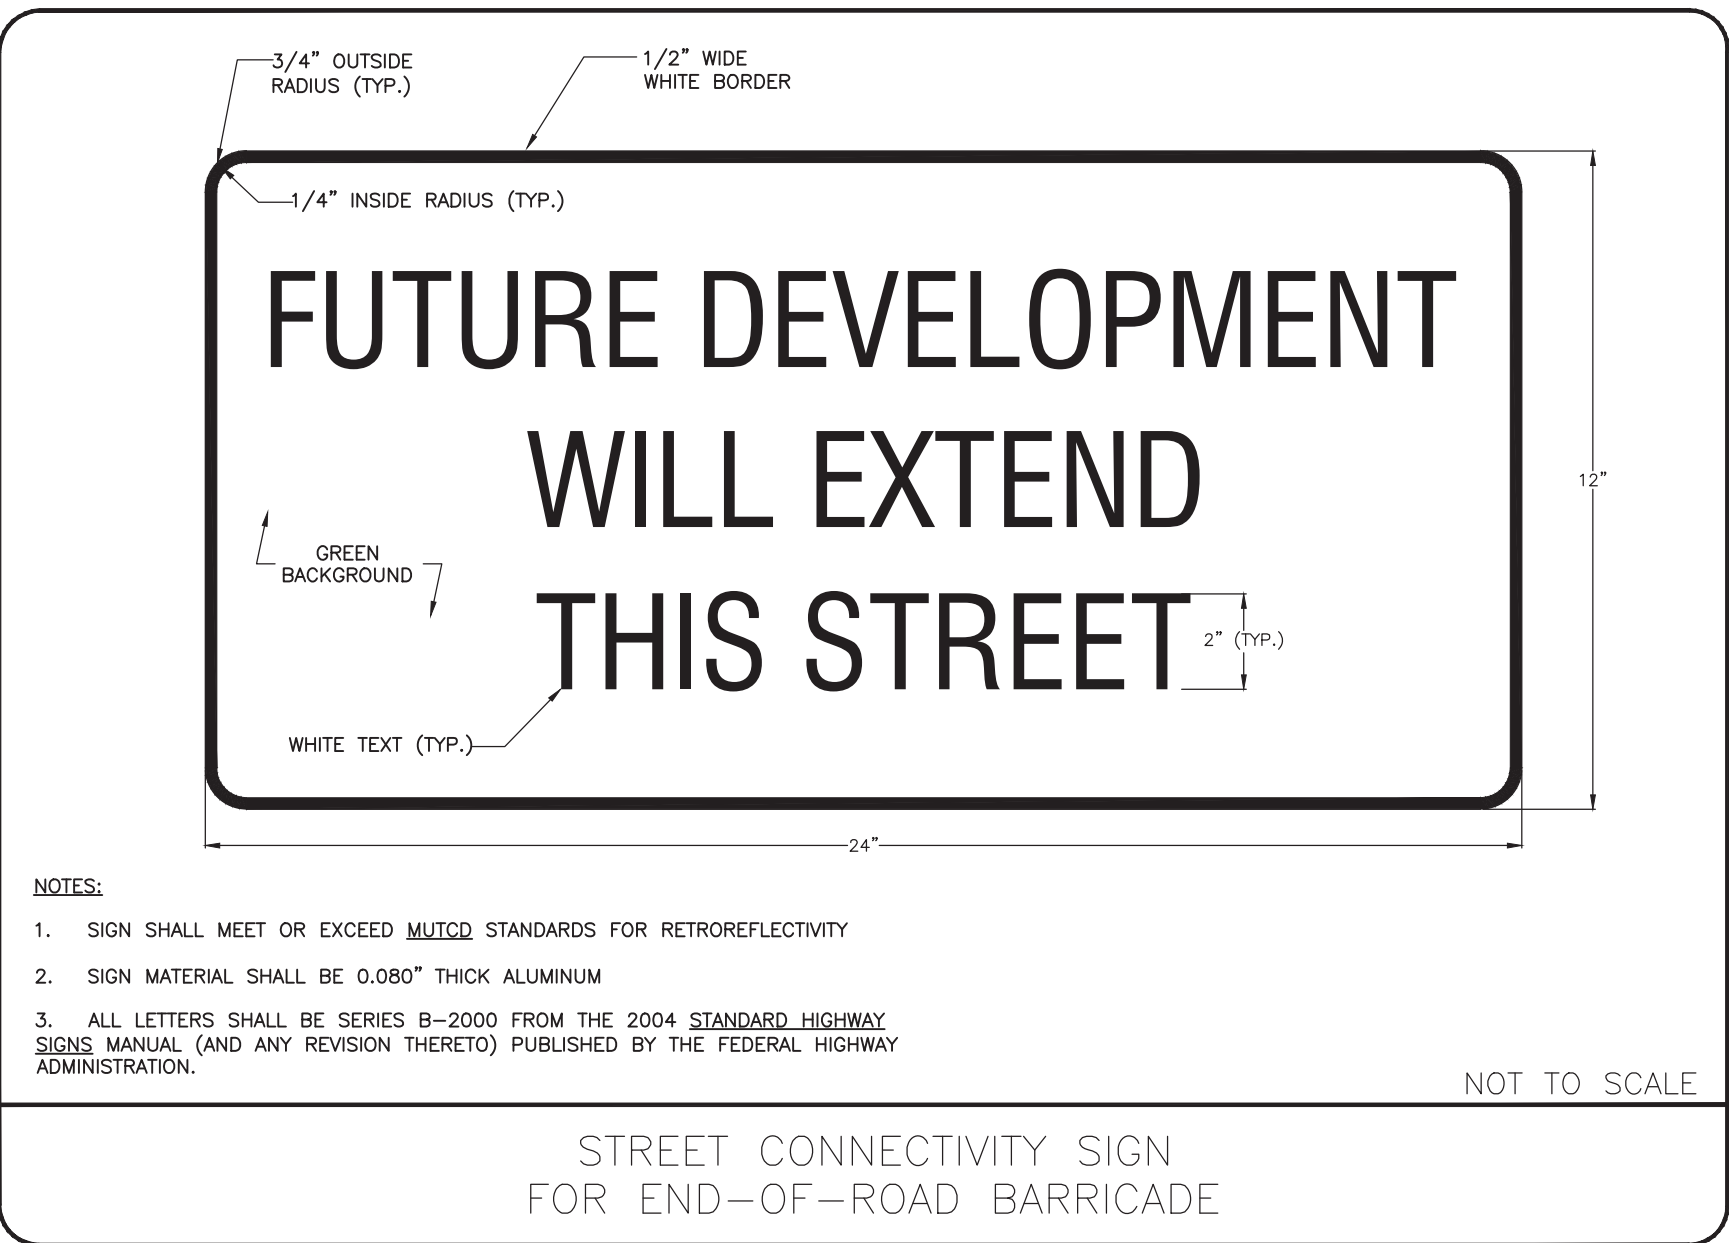 3/4” OUTSIDE
RADIUS (TYP.)
1/2” WIDE
WHITE BORDER
1/4” INSIDE RADIUS (TYP.)
FUTURE DEVELOPMENT
WILL EXTEND
12”
GREEN
BACKGROUND
THIS STREET
2” (TYP.)
WHITE TEXT (TYP.)
24”
NOTES:
1. SIGN SHALL MEET OR EXCEED MUTCD STANDARDS FOR RETROREFLECTIVITY
2. SIGN MATERIAL SHALL BE 0.080” THICK ALUMINUM
3. ALL LETTERS SHALL BE SERIES B-2000 FROM THE 2004 STANDARD HIGHWAY
SIGNS MANUAL (AND ANY REVISION THERETO) PUBLISHED BY THE FEDERAL HIGHWAY
ADMINISTRATION.
NOT TO SCALE
STREET CONNECTIVITY SIGN
FOR END-OF-ROAD BARRICADE